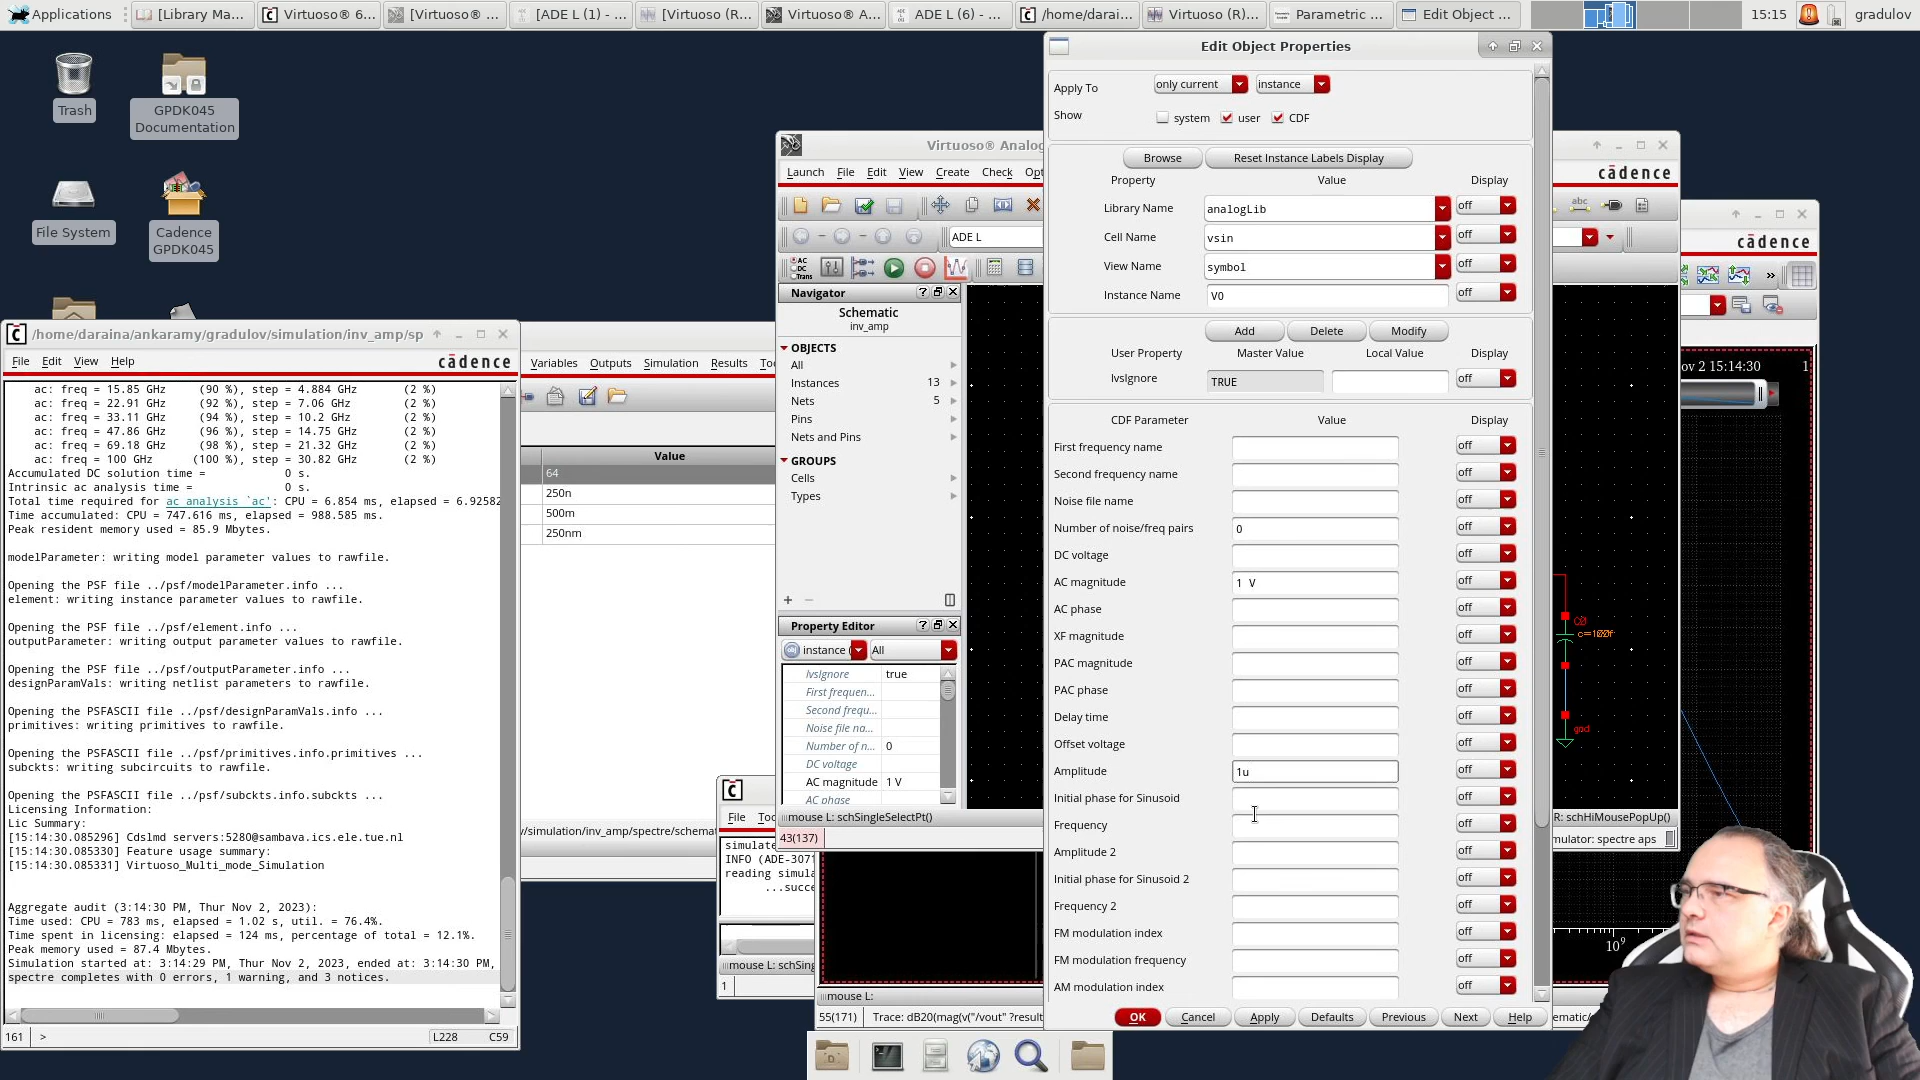 Applications
[Library Ma...
Virtuoso® 6...
[Virtuoso® ...
[ADE L (1) - ...
[Virtuoso (R...
Virtuoso® A...
ADE L (6) - ...
/home/darai...
Virtuoso (R)...
Parametric ...
Edit Object ...
15:15
gradulov
Trash
GPDK045
Documentation
File System
Cadence
GPDK045
/home/daraina/ankaramy/gradulov/simulation/inv_amp/sp
File Edit View Help
cādence
ac: freq = 15.85 GHz (90 %), step = 4.884 GHz (2 %)
ac: freq = 22.91 GHz (92 %), step = 7.06 GHz (2 %)
ac: freq = 33.11 GHz (94 %), step = 10.2 GHz (2 %)
ac: freq = 47.86 GHz (96 %), step = 14.75 GHz (2 %)
ac: freq = 69.18 GHz (98 %), step = 21.32 GHz (2 %)
ac: freq = 100 GHz (100 %), step = 30.82 GHz (2 %)
Accumulated DC solution time = 0 s.
Intrinsic ac analysis time = 0 s.
Total time required for ac analysis `ac': CPU = 6.854 ms, elapsed = 6.92582
Time accumulated: CPU = 747.616 ms, elapsed = 988.585 ms.
Peak resident memory used = 85.9 Mbytes.
modelParameter: writing model parameter values to rawfile.
Opening the PSF file ../psf/modelParameter.info ...
element: writing instance parameter values to rawfile.
Opening the PSF file ../psf/element.info ...
outputParameter: writing output parameter values to rawfile.
Opening the PSF file ../psf/outputParameter.info ...
designParamVals: writing netlist parameters to rawfile.
Opening the PSFASCII file ../psf/designParamVals.info ...
primitives: writing primitives to rawfile.
Opening the PSFASCII file ../psf/primitives.info.primitives ...
subckts: writing subcircuits to rawfile.
Opening the PSFASCII file ../psf/subckts.info.subckts ...
Licensing Information:
Lic Summary:
[15:14:30.085296] Cdslmd servers:5280@sambava.ics.ele.tue.nl
[15:14:30.085330] Feature usage summary:
[15:14:30.085331] Virtuoso_Multi_mode_Simulation
Aggregate audit (3:14:30 PM, Thur Nov 2, 2023):
Time used: CPU = 783 ms, elapsed = 1.02 s, util. = 76.4%.
Time spent in licensing: elapsed = 124 ms, percentage of total = 12.1%.
Peak memory used = 87.4 Mbytes.
Simulation started at: 3:14:29 PM, Thur Nov 2, 2023, ended at: 3:14:30 PM,
spectre completes with 0 errors, 1 warning, and 3 notices.
161 >
L228 C59
Variables Outputs Simulation Results Too
Value
64
250n
500m
250nm
v/simulation/inv_amp/spectre/schemat
File Too
simulate
INFO (ADE-3071
reading simula
...succe
mouse L: schSing
1
Virtuoso® Analog
Launch File Edit View Create Check Opt
cādence
ADE L
Navigator
Schematic
inv_amp
OBJECTS
All
Instances 13
Nets 5
Pins
Nets and Pins
GROUPS
Cells
Types
Property Editor
instance (
All
lvsIgnore true
First frequen...
Second frequ...
Noise file na...
Number of n... 0
DC voltage
AC magnitude 1 V
AC phase
mouse L: schSingleSelectPt()
43(137)
R: schHiMousePopUp()
mulator: spectre aps
mouse L:
55(171)
Trace: dB20(mag(v("/vout" ?result
Edit Object Properties
Apply To only current instance
Show system user CDF
Browse Reset Instance Labels Display
Property Value Display
Library Name analogLib off
Cell Name vsin off
View Name symbol off
Instance Name V0 off
Add Delete Modify
User Property Master Value Local Value Display
lvsIgnore TRUE off
CDF Parameter Value Display
First frequency name off
Second frequency name off
Noise file name off
Number of noise/freq pairs 0 off
DC voltage off
AC magnitude 1 V off
AC phase off
XF magnitude off
PAC magnitude off
PAC phase off
Delay time off
Offset voltage off
Amplitude 1u off
Initial phase for Sinusoid off
Frequency off
Amplitude 2 off
Initial phase for Sinusoid 2 off
Frequency 2 off
FM modulation index off
FM modulation frequency off
AM modulation index off
OK Cancel Apply Defaults Previous Next Help
abc
C0
c=100f
gnd
cādence
ov 2 15:14:30 1
10⁹